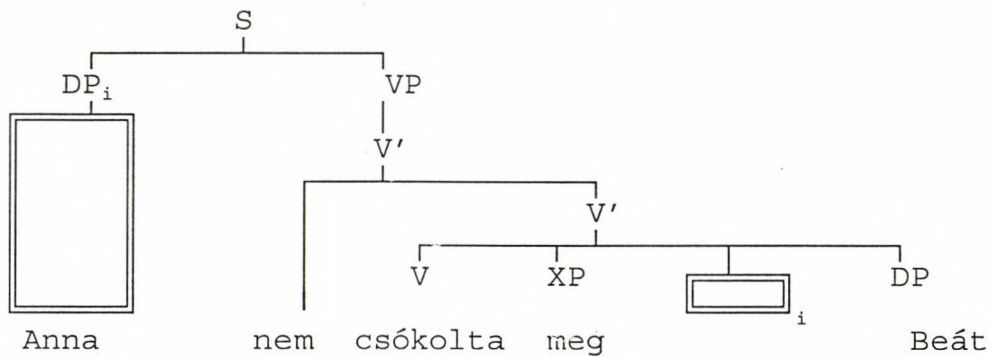 S
DPi VP
V'
V'
V XP DP
i
Anna nem csókolta meg Beát